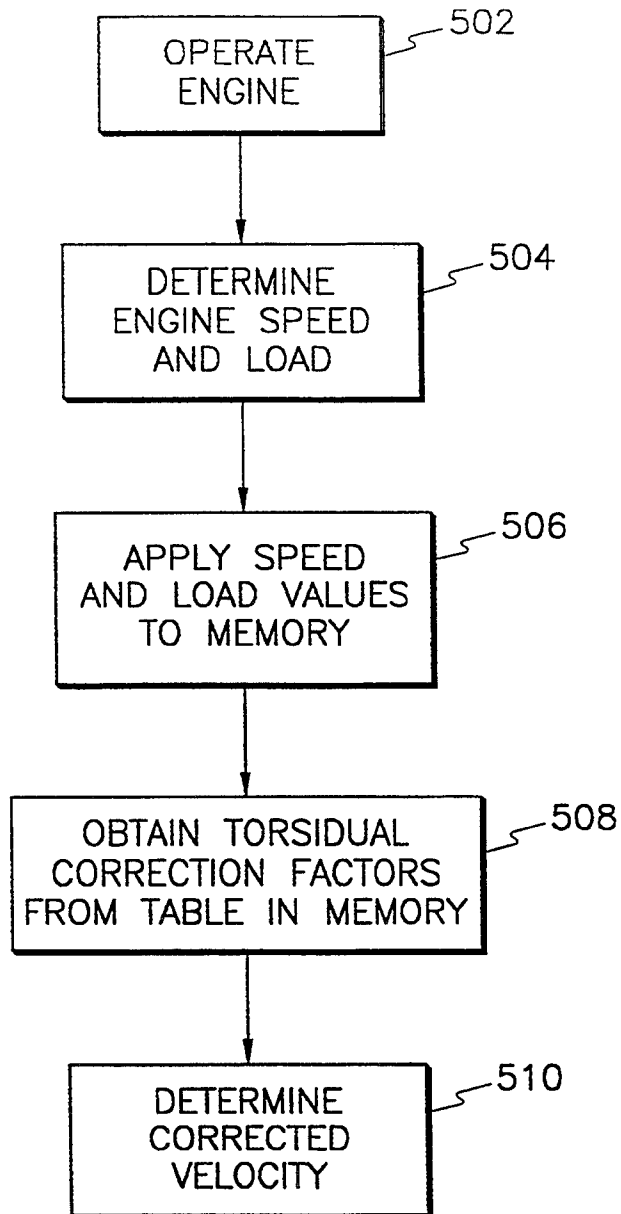 502
OPERATE
ENGINE
504
DETERMINE
ENGINE SPEED
AND LOAD
506
APPLY SPEED
AND LOAD VALUES
TO MEMORY
508
OBTAIN TORSIDUAL
CORRECTION FACTORS
FROM TABLE IN MEMORY
510
DETERMINE
CORRECTED
VELOCITY